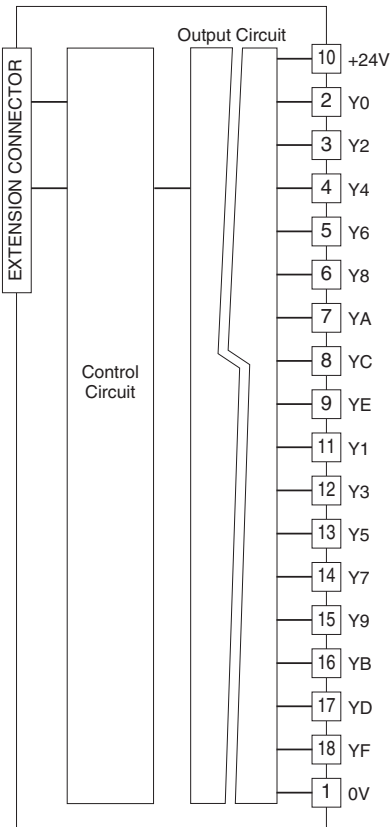 Output Circuit
EXTENSION CONNECTOR
Control
Circuit
10 +24V
2 Y0
3 Y2
4 Y4
5 Y6
6 Y8
7 YA
8 YC
9 YE
11 Y1
12 Y3
13 Y5
14 Y7
15 Y9
16 YB
17 YD
18 YF
1 0V